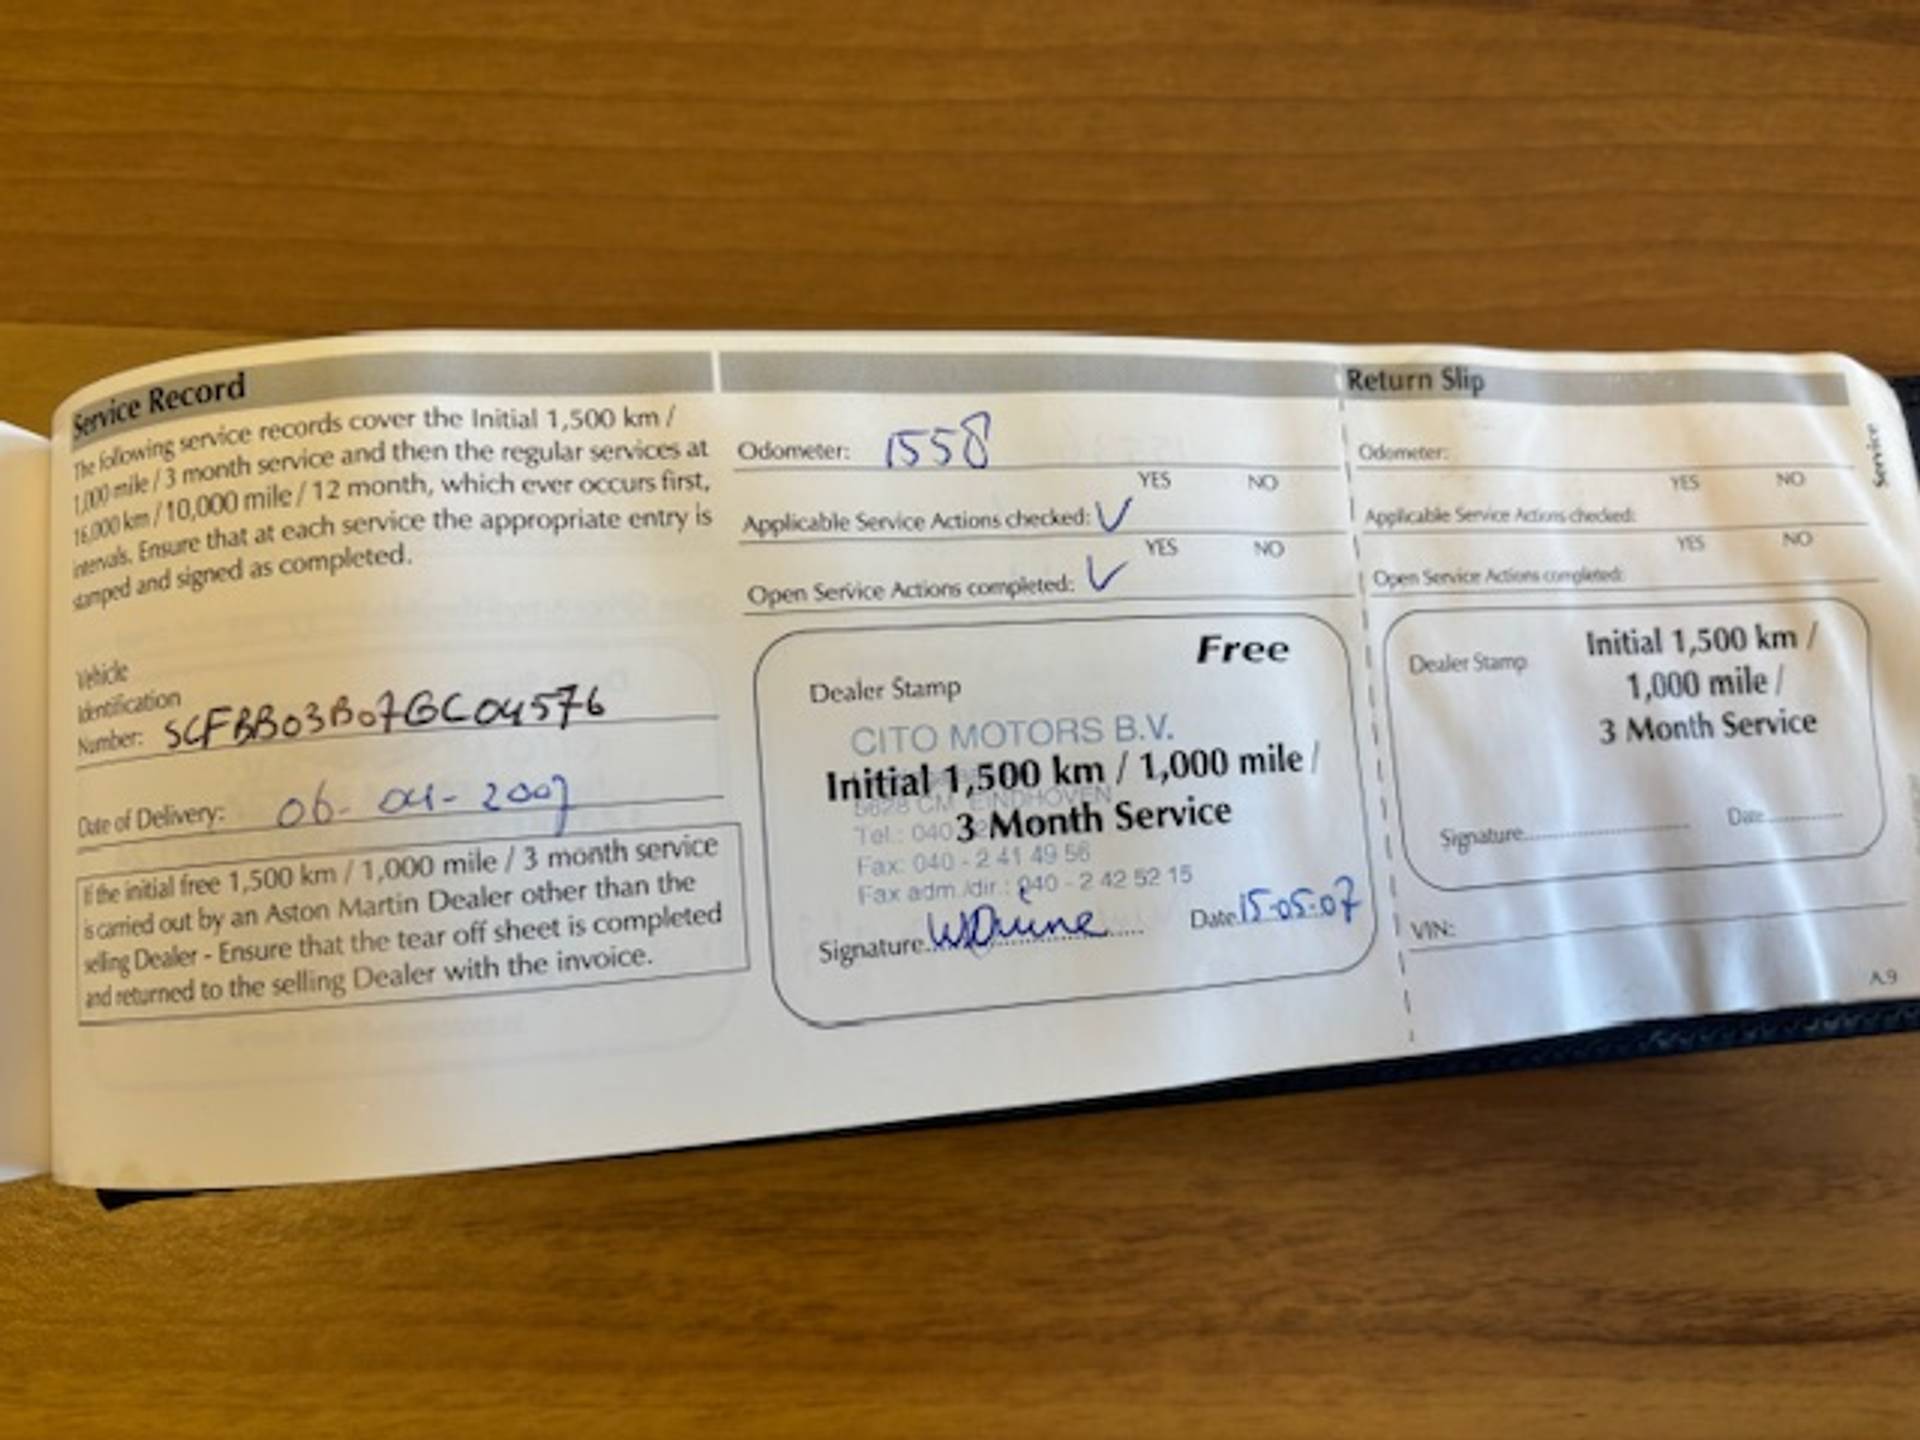 Service Record
The following service records cover the Initial 1,500 km /
1,000 mile / 3 month service and then the regular services at
16,000 km / 10,000 mile / 12 month, which ever occurs first,
intervals. Ensure that at each service the appropriate entry is
stamped and signed as completed.
Vehicle
Identification
Number: SCFBB03B07GC04576
Date of Delivery: 06-04-2007
If the initial free 1,500 km / 1,000 mile / 3 month service
is carried out by an Aston Martin Dealer other than the
selling Dealer - Ensure that the tear off sheet is completed
and returned to the selling Dealer with the invoice.
Odometer: 1558
YES NO
Applicable Service Actions checked: ✓
YES NO
Open Service Actions completed: ✓
Free
Dealer Stamp
CITO MOTORS B.V.
Initial 1,500 km / 1,000 mile /
5628 CM EINDHOVEN
3 Month Service
Tel.: 040
Fax: 040 - 2 41 49 56
Fax adm./dir.: 040 - 2 42 52 15
Signature Date 15-05-07
Return Slip
Odometer:
YES NO
Applicable Service Actions checked:
YES NO
Open Service Actions completed:
Dealer Stamp
Initial 1,500 km /
1,000 mile /
3 Month Service
Signature Date
VIN:
A.9
Service